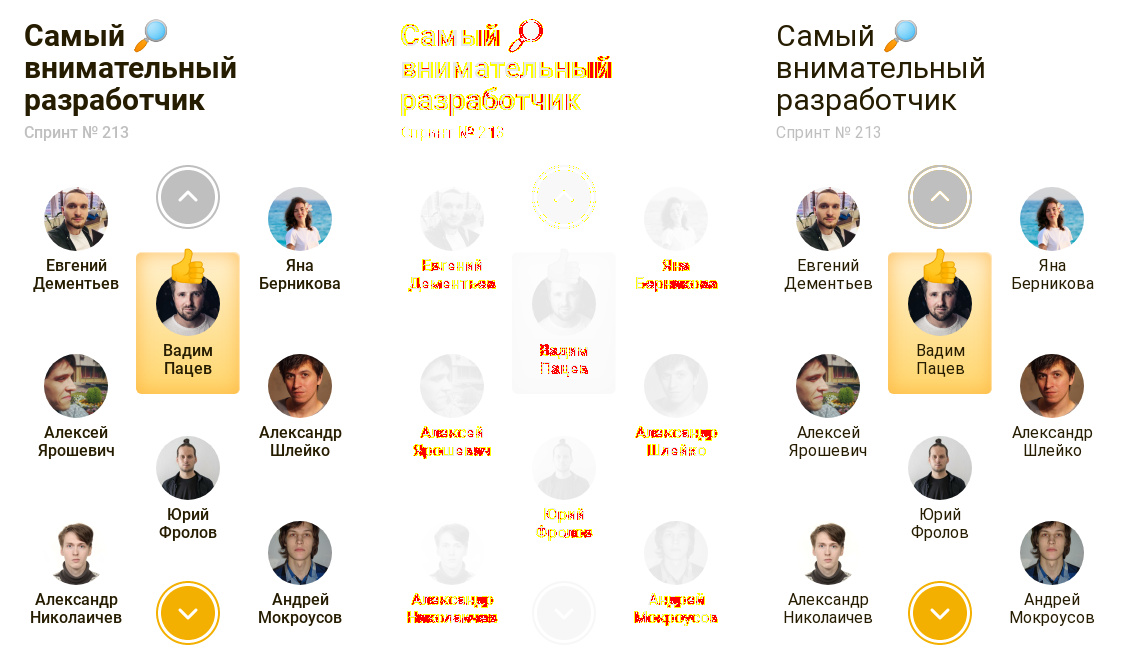 Самый 🔎
внимательный
разработчик
Спринт № 213
Евгений
Дементьев
Яна
Берникова
Вадим
Пацев
Алексей
Ярошевич
Александр
Шлейко
Юрий
Фролов
Александр
Николаичев
Андрей
Мокроусов
Самый 🔎
внимательный
разработчик
Спринт № 213
Евгений
Дементьев
Яна
Берникова
Вадим
Пацев
Алексей
Ярошевич
Александр
Шлейко
Юрий
Фролов
Александр
Николаичев
Андрей
Мокроусов
Самый 🔎
внимательный
разработчик
Спринт № 213
Евгений
Дементьев
Яна
Берникова
Вадим
Пацев
Алексей
Ярошевич
Александр
Шлейко
Юрий
Фролов
Александр
Николаичев
Андрей
Мокроусов